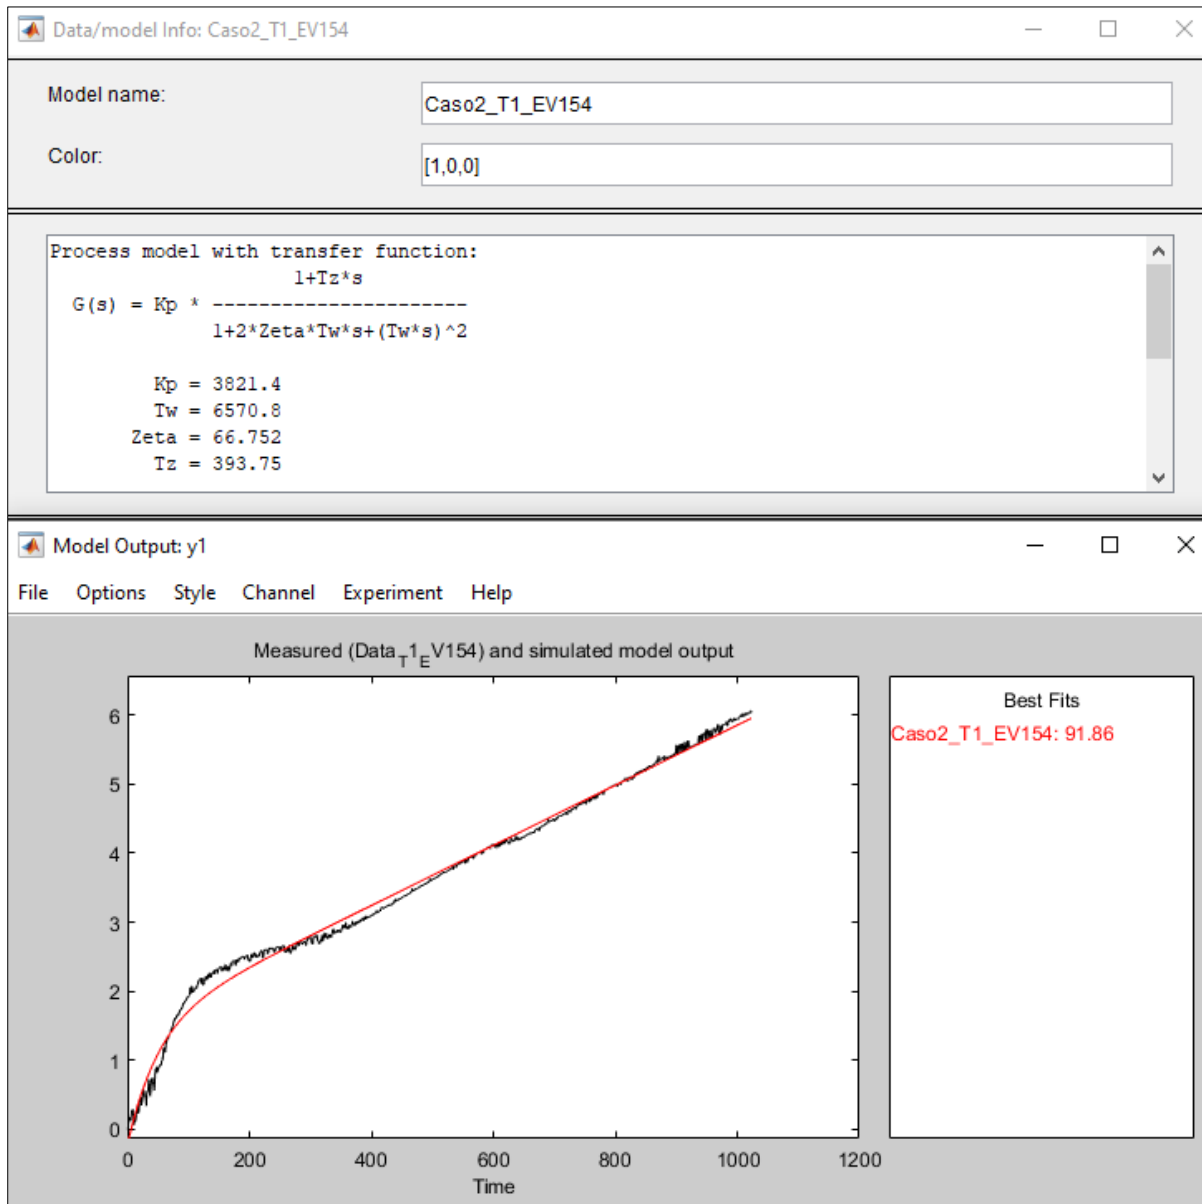 Data/model Info: Caso2_T1_EV154
Model name:
Caso2_T1_EV154
Color:
[1,0,0]
Process model with transfer function:
1+Tz*s
G(s) = Kp * ----------------------
1+2*Zeta*Tw*s+(Tw*s)^2
Kp = 3821.4
Tw = 6570.8
Zeta = 66.752
Tz = 393.75
Model Output: y1
File Options Style Channel Experiment Help
Measured (Data_T1_EV154) and simulated model output
6
5
4
3
2
1
0
0 200 400 600 800 1000 1200
Time
Best Fits
Caso2_T1_EV154: 91.86